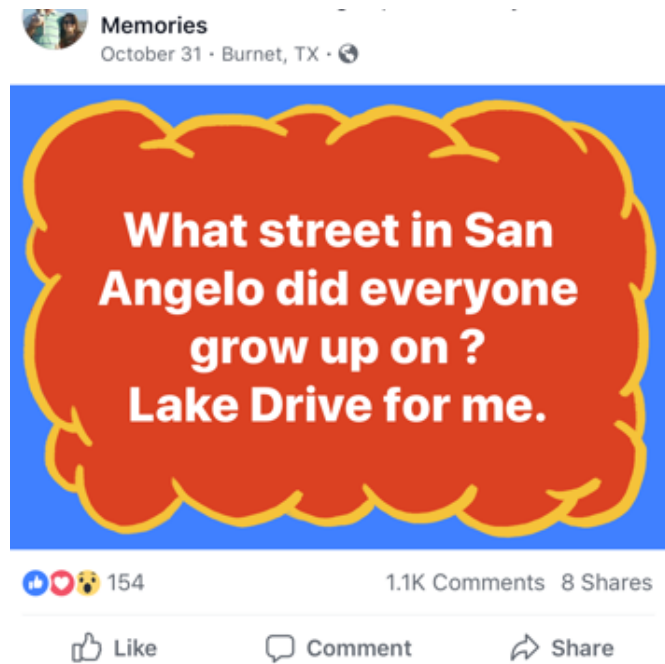 Memories
October 31 · Burnet, TX ·
What street in San
Angelo did everyone
grow up on ?
Lake Drive for me.
154
1.1K Comments 8 Shares
Like Comment Share